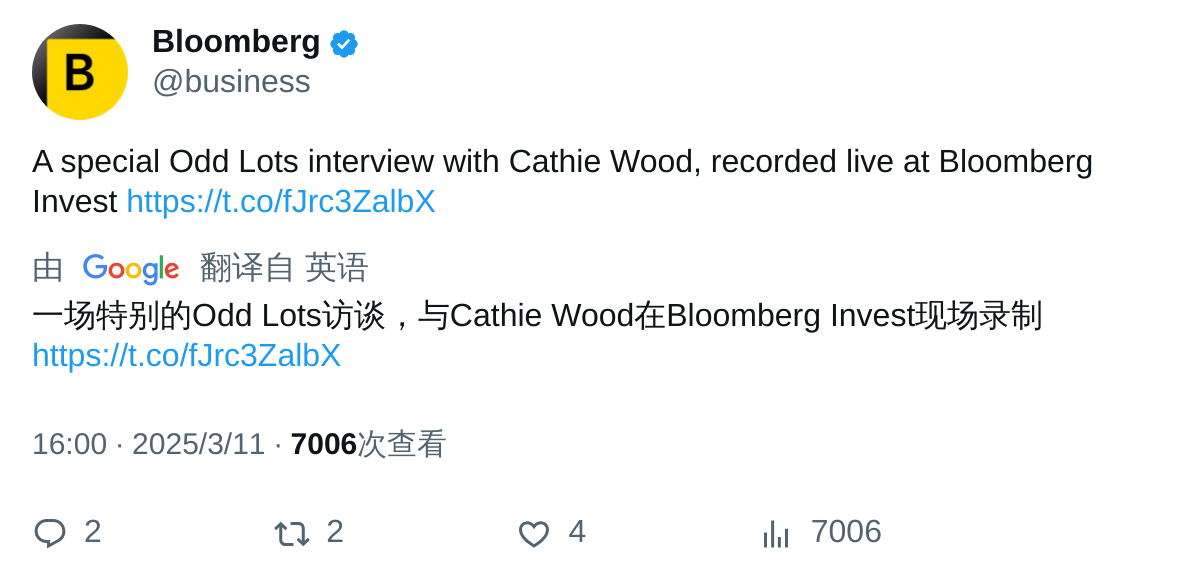 B
Bloomberg
@business
A special Odd Lots interview with Cathie Wood, recorded live at Bloomberg
Invest https://t.co/fJrc3ZalbX
由 Google 翻译自 英语
一场特别的Odd Lots访谈，与Cathie Wood在Bloomberg Invest现场录制
https://t.co/fJrc3ZalbX
16:00 · 2025/3/11 · 7006次查看
2 2 4 7006